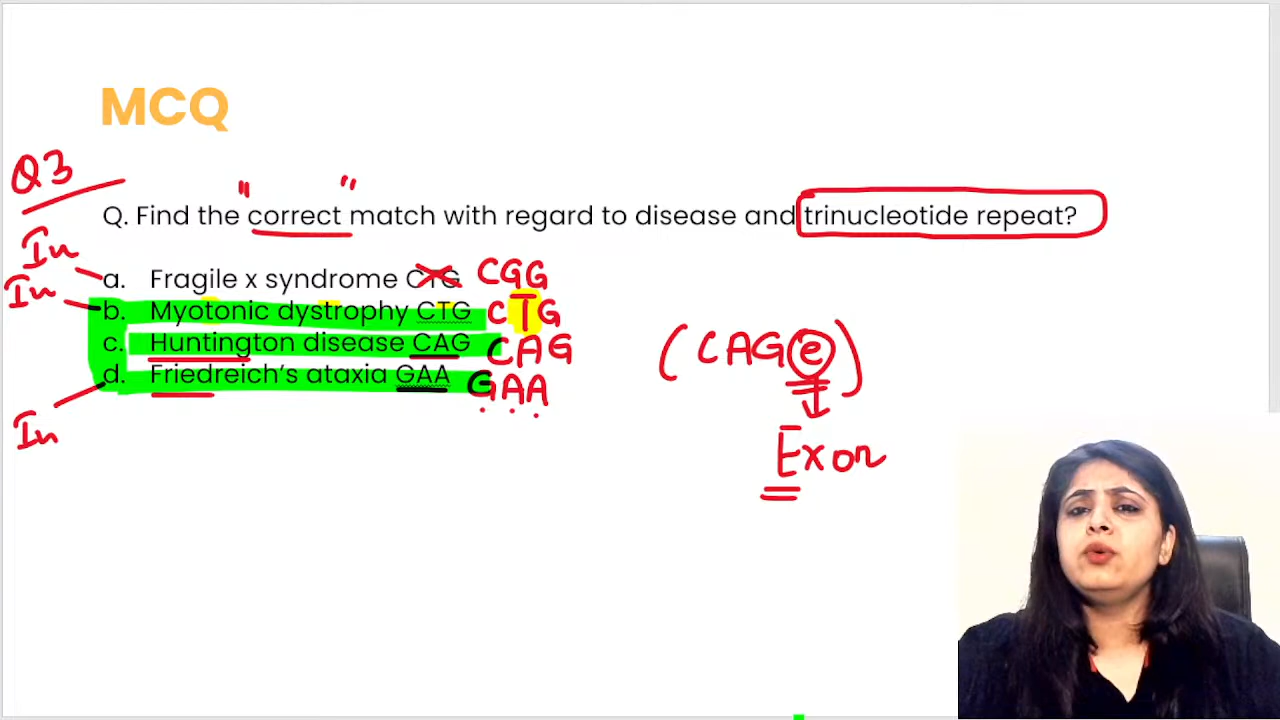 MCQ
Q3
" "
Q. Find the correct match with regard to disease and trinucleotide repeat?
In
a. Fragile x syndrome CTG CGG
In
b. Myotonic dystrophy CTG CTG
c. Huntington disease CAG CAG (CAG e)
d. Friedreich's ataxia GAA GAA
In
Exon